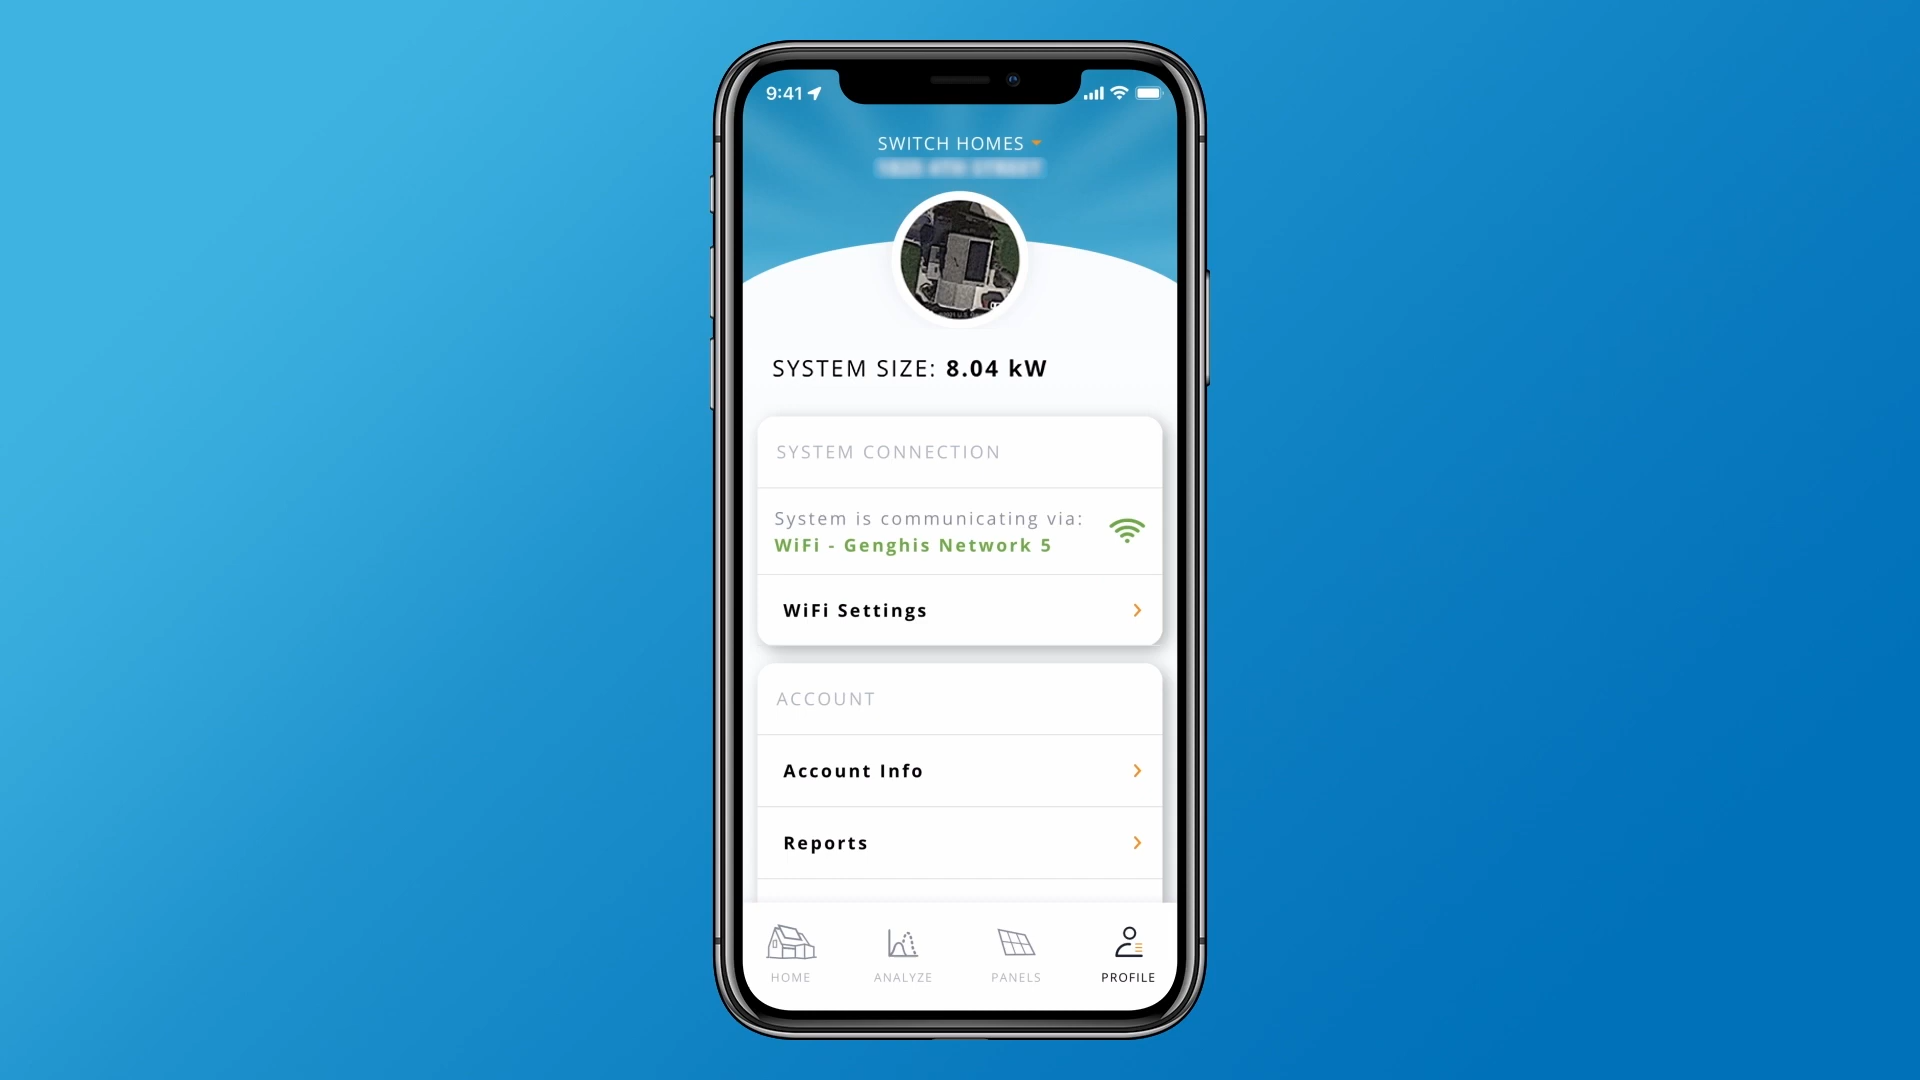 9:41
SWITCH HOMES
SYSTEM SIZE: 8.04 kW
SYSTEM CONNECTION
System is communicating via:
WiFi - Genghis Network 5
WiFi Settings
ACCOUNT
Account Info
Reports
HOME
ANALYZE
PANELS
PROFILE